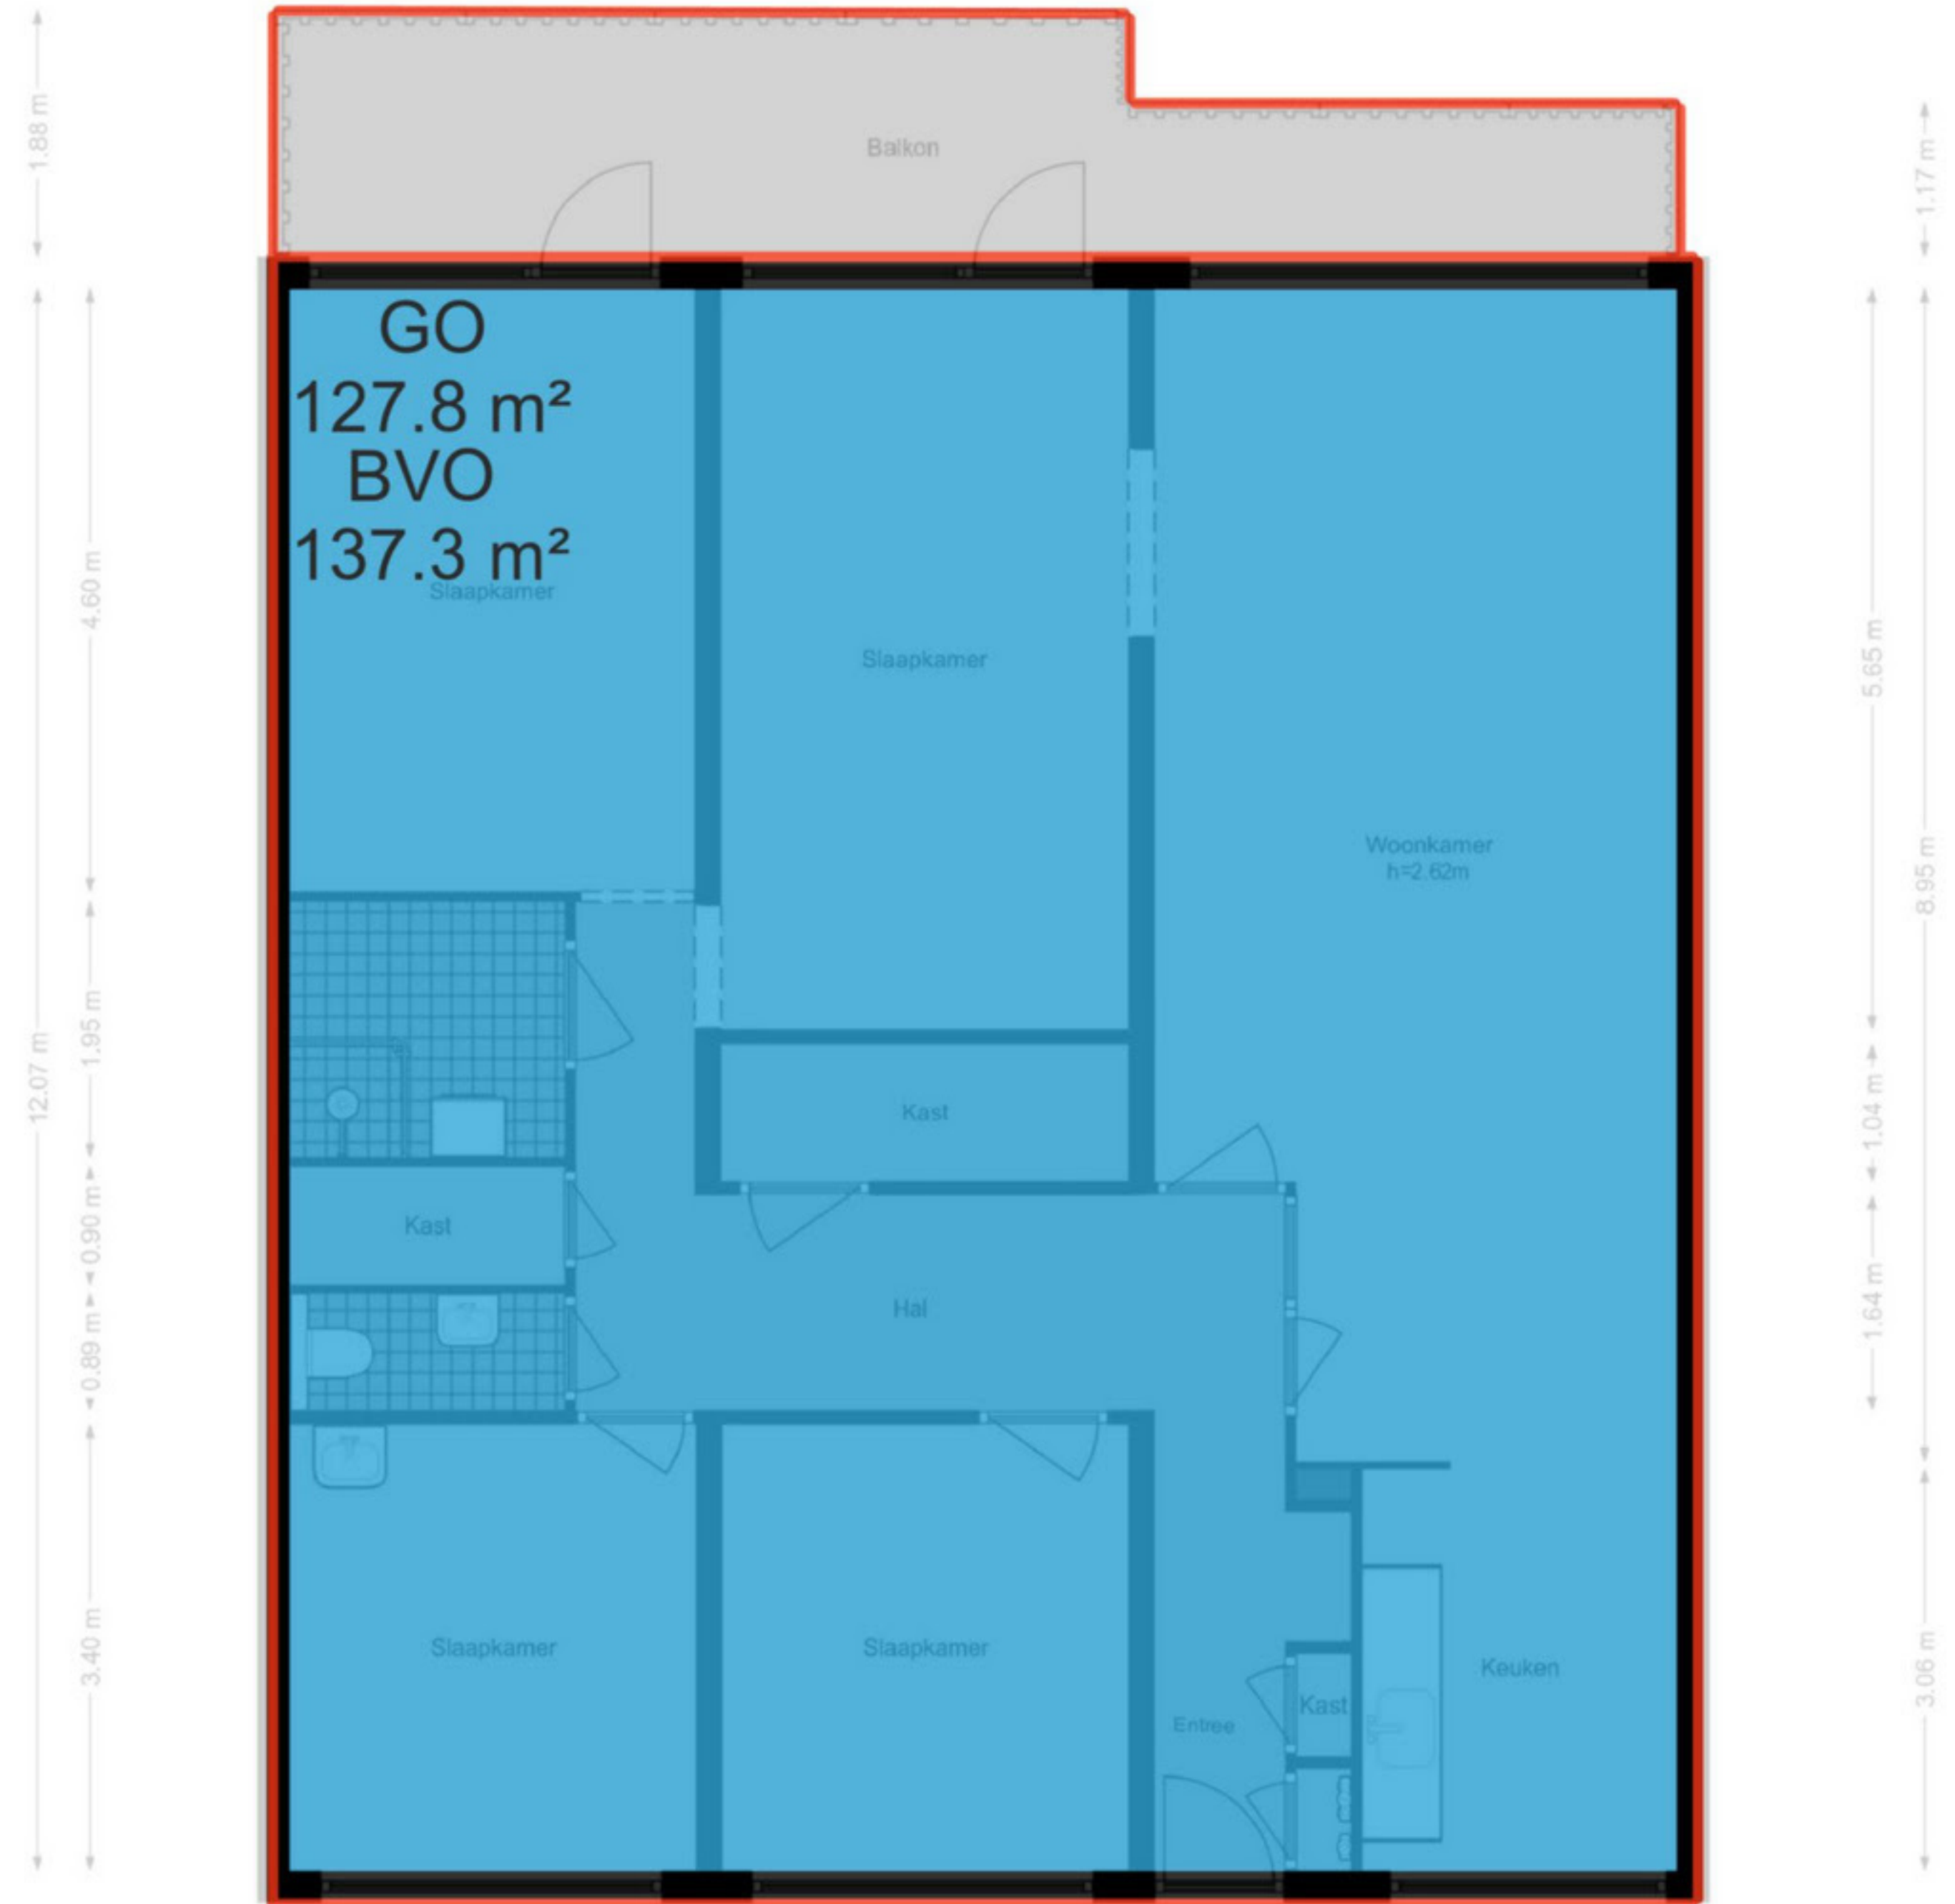 1.88 m
Balkon
1.17 m
GO
127.8 m²
BVO
137.3 m²
Slaapkamer
4.60 m
Slaapkamer
5.65 m
Woonkamer
h=2.62m
8.95 m
12.07 m
1.95 m
Kast
1.04 m
Kast
0.90 m
Hal
1.64 m
0.89 m
Slaapkamer
Slaapkamer
3.40 m
Keuken
3.06 m
Kast
Entree